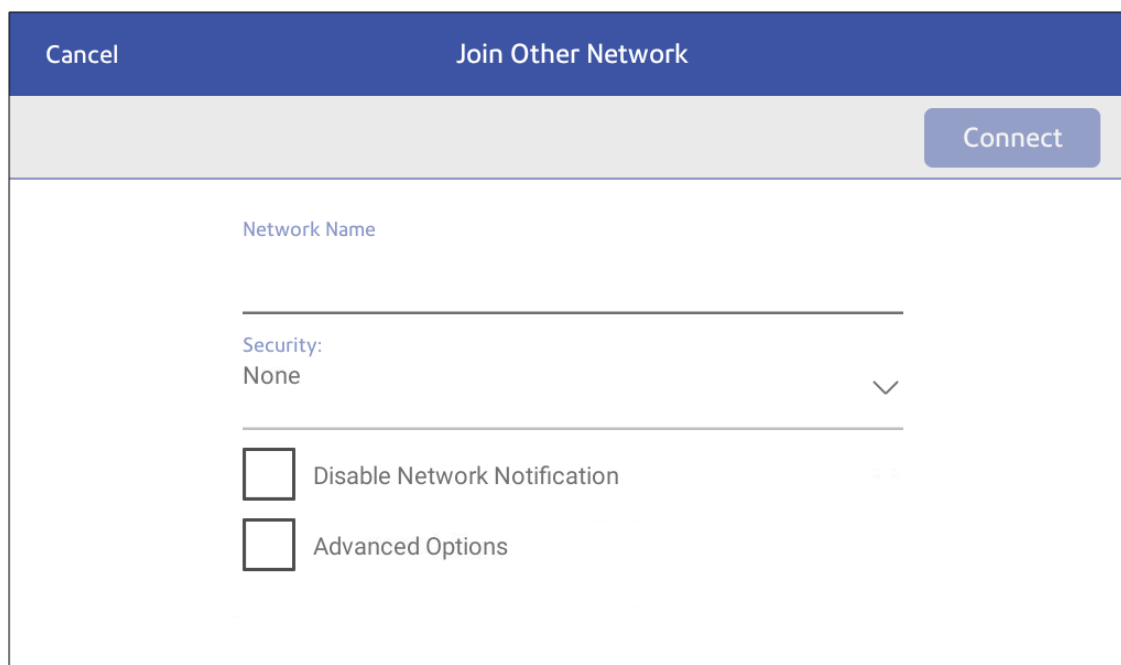 Cancel
Join Other Network
Connect
Network Name
Security:
None
Disable Network Notification
Advanced Options